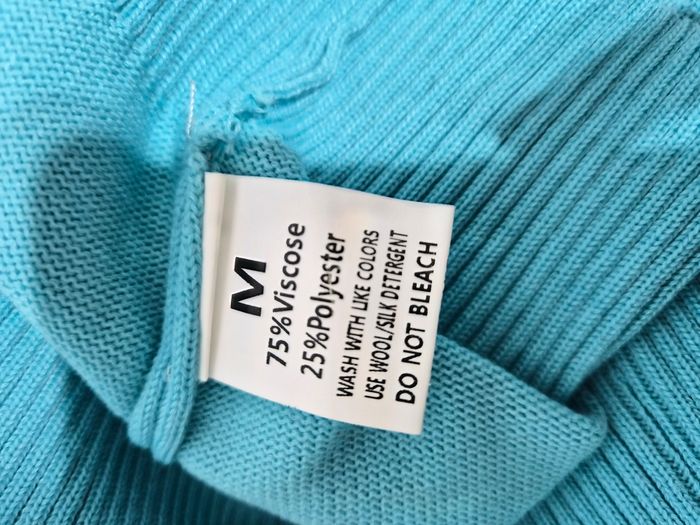 M
75%Viscose
25%Polyester
WASH WITH LIKE COLORS
USE WOOL/SILK DETERGENT
DO NOT BLEACH